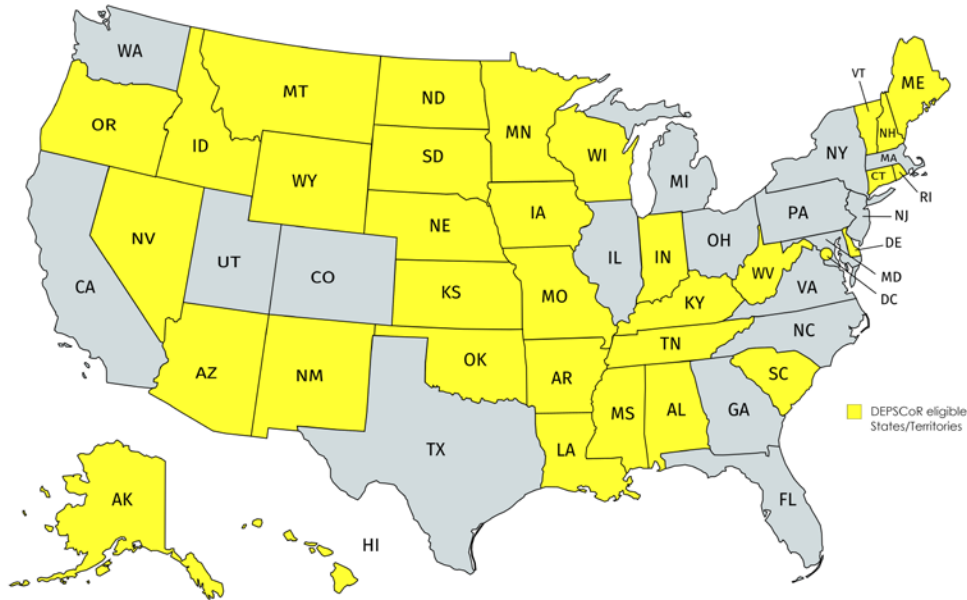 WA
MT
ND
MN
OR
ID
SD
WI
WY
MI
NY
VT
ME
NH
MA
CT
RI
NE
IA
PA
NJ
NV
UT
CO
IL
IN
OH
DE
CA
KS
MO
WV
VA
MD
DC
KY
NC
TN
AZ
NM
OK
AR
SC
MS
AL
GA
DEPSCoR eligible
States/Territories
TX
LA
FL
AK
HI